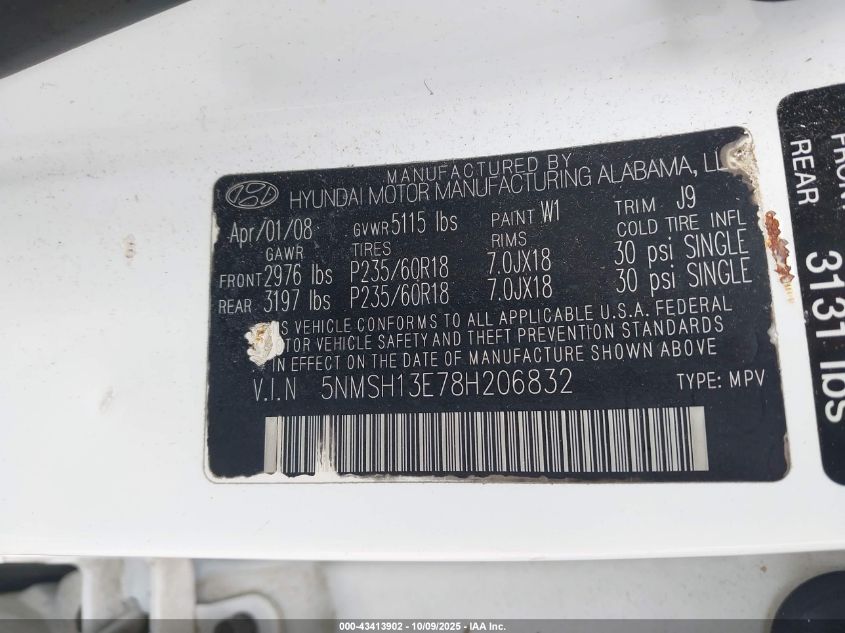 MANUFACTURED BY
HYUNDAI MOTOR MANUFACTURING ALABAMA,
Apr/01/08 GVWR 5115 lbs PAINT W1 TRIM J9
GAWR TIRES RIMS COLD TIRE INFL
FRONT 2976 lbs P235/60R18 7.0JX18 30 psi SINGLE
REAR 3197 lbs P235/60R18 7.0JX18 30 psi SINGLE
IS VEHICLE CONFORMS TO ALL APPLICABLE U.S.A. FEDERAL
TOR VEHICLE SAFETY AND THEFT PREVENTION STANDARDS
IN EFFECT ON THE DATE OF MANUFACTURE SHOWN ABOVE
V.I.N 5NMSH13E78H206832 TYPE: MPV
FRONT
REAR 3131 lbs
000-43413902 - 10/09/2025 - IAA Inc.